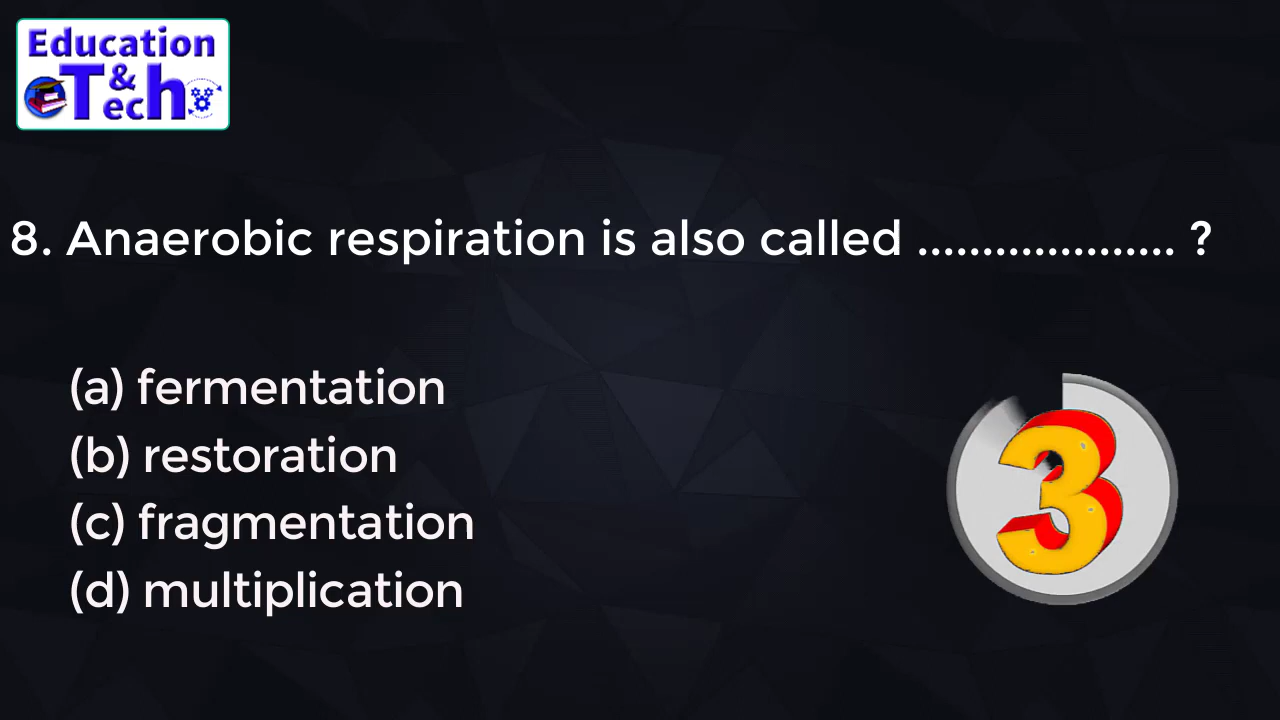 Education
&
Tech
8. Anaerobic respiration is also called .................... ?
(a) fermentation
(b) restoration
(c) fragmentation
(d) multiplication
3